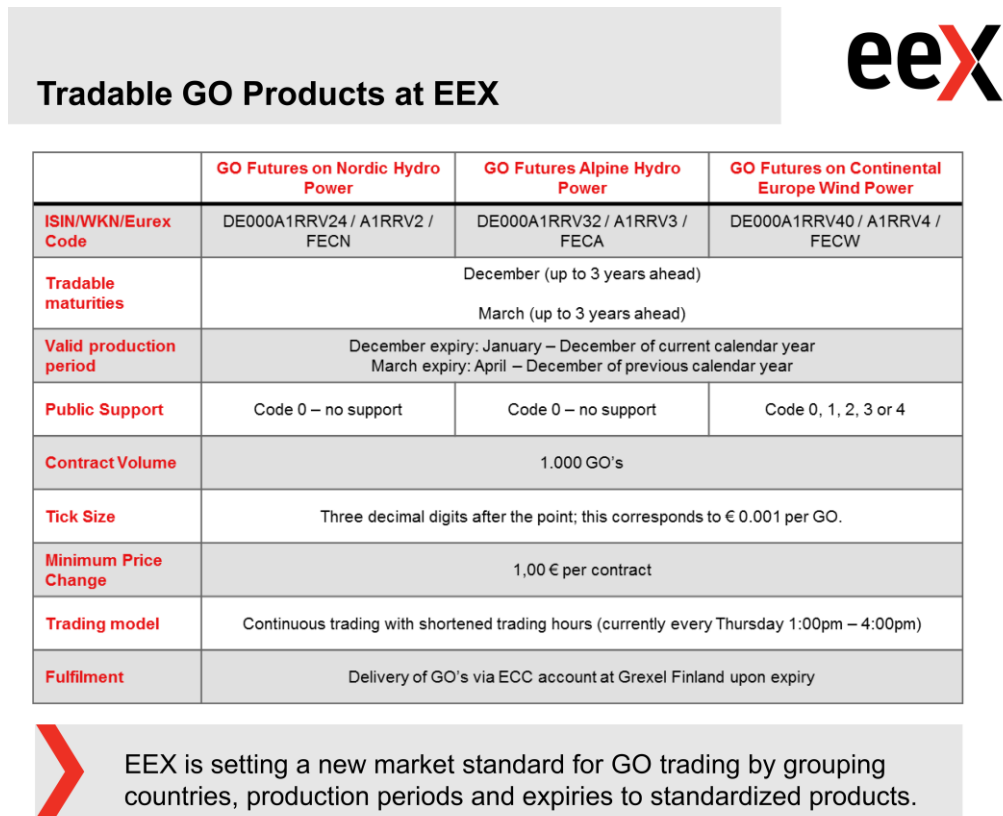 eex
Tradable GO Products at EEX
GO Futures on Nordic Hydro
Power
GO Futures Alpine Hydro
Power
GO Futures on Continental
Europe Wind Power
ISIN/WKN/Eurex
Code
DE000A1RRV24 / A1RRV2 /
FECN
DE000A1RRV32 / A1RRV3 /
FECA
DE000A1RRV40 / A1RRV4 /
FECW
Tradable
maturities
December (up to 3 years ahead)
March (up to 3 years ahead)
Valid production
period
December expiry: January – December of current calendar year
March expiry: April – December of previous calendar year
Public Support
Code 0 – no support
Code 0 – no support
Code 0, 1, 2, 3 or 4
Contract Volume
1.000 GO's
Tick Size
Three decimal digits after the point; this corresponds to € 0.001 per GO.
Minimum Price
Change
1,00 € per contract
Trading model
Continuous trading with shortened trading hours (currently every Thursday 1:00pm – 4:00pm)
Fulfilment
Delivery of GO's via ECC account at Grexel Finland upon expiry
EEX is setting a new market standard for GO trading by grouping
countries, production periods and expiries to standardized products.